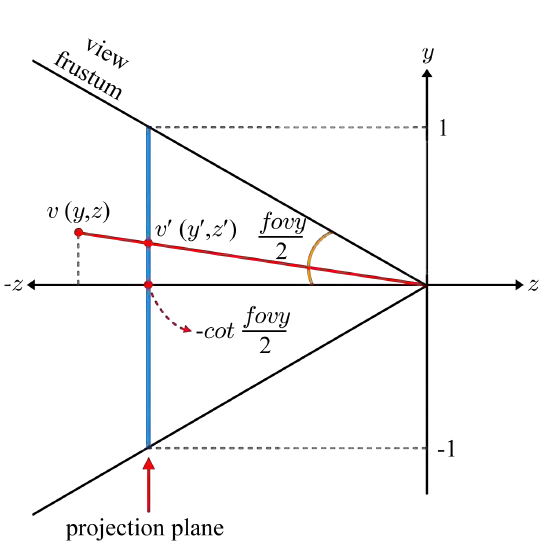 view
frustum
y
1
v (y,z)
v' (y',z')
fovy
2
-z
z
-cot fovy
2
-1
projection plane